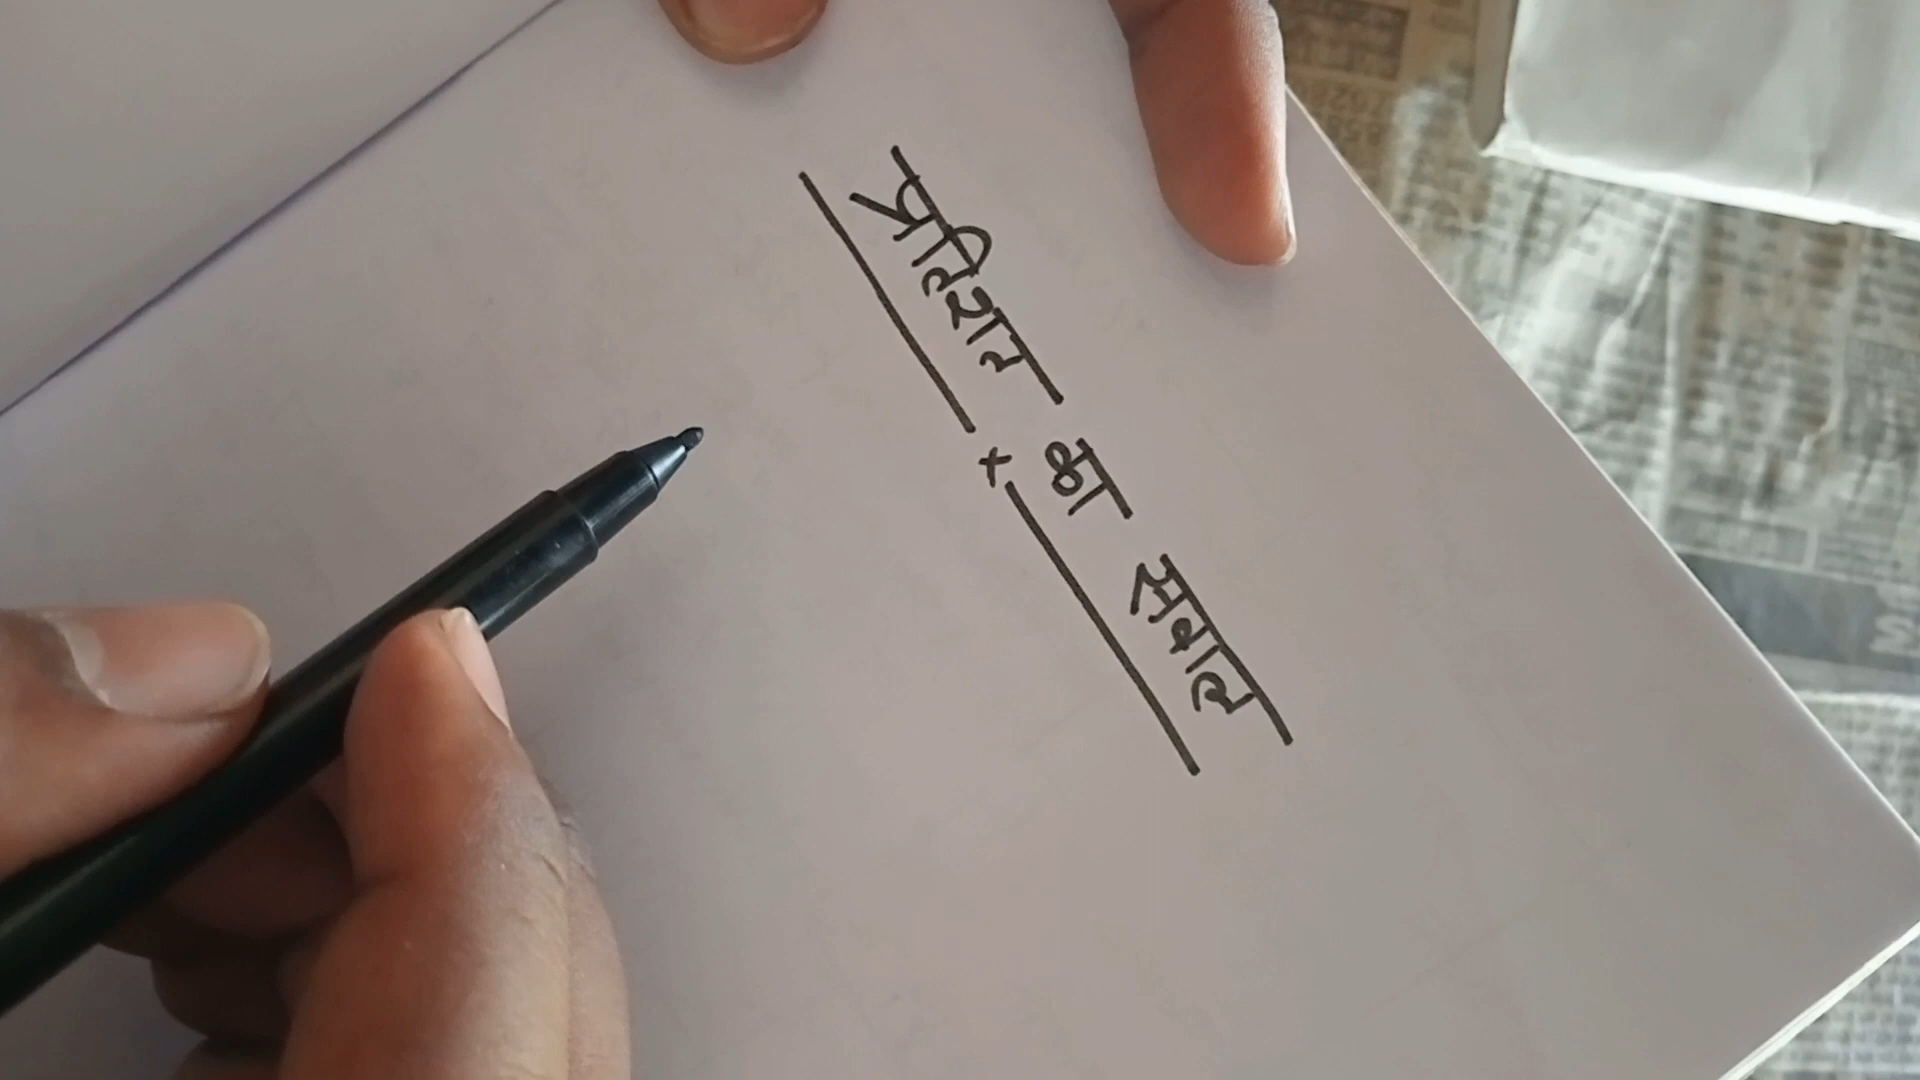 प्रतिशत का सवाल